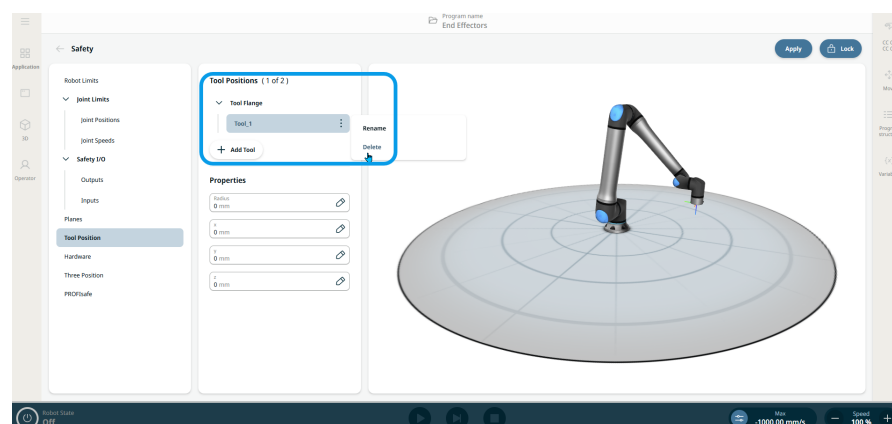 Program name
End Effectors
Safety
Apply
Lock
Application
3D
Operator
Robot Limits
Joint Limits
Joint Positions
Joint Speeds
Safety I/O
Outputs
Inputs
Planes
Tool Position
Hardware
Three Position
PROFIsafe
Tool Positions ( 1 of 2 )
Tool Flange
Tool_1
+ Add Tool
Rename
Delete
Properties
Radius
0 mm
X
0 mm
Y
0 mm
Z
0 mm
Robot State
Off
Max
-1000.00 mm/s
Speed
100 %